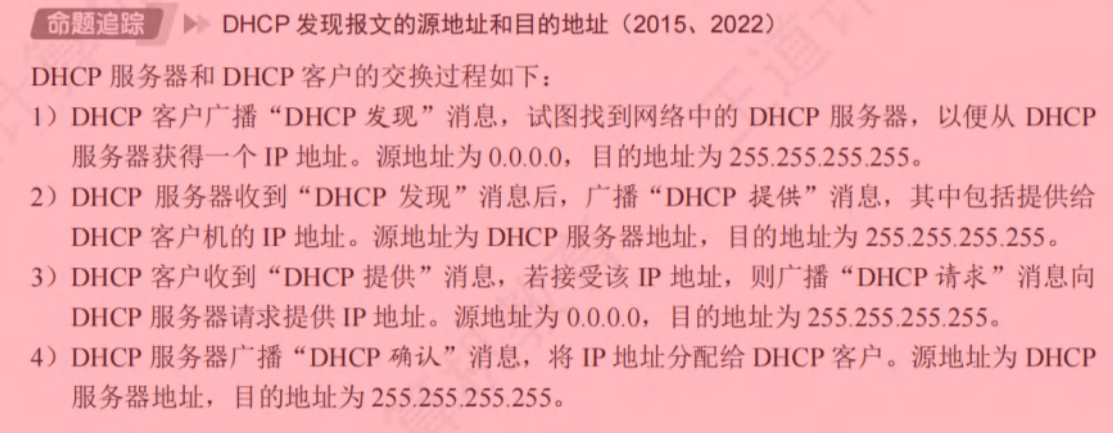 命题追踪 DHCP 发现报文的源地址和目的地址（2015、2022）
DHCP 服务器和 DHCP 客户的交换过程如下：
1）DHCP 客户广播“DHCP 发现”消息，试图找到网络中的 DHCP 服务器，以便从 DHCP
服务器获得一个 IP 地址。源地址为 0.0.0.0，目的地址为 255.255.255.255。
2）DHCP 服务器收到“DHCP 发现”消息后，广播“DHCP 提供”消息，其中包括提供给
DHCP 客户机的 IP 地址。源地址为 DHCP 服务器地址，目的地址为 255.255.255.255。
3）DHCP 客户收到“DHCP 提供”消息，若接受该 IP 地址，则广播“DHCP 请求”消息向
DHCP 服务器请求提供 IP 地址。源地址为 0.0.0.0，目的地址为 255.255.255.255。
4）DHCP 服务器广播“DHCP 确认”消息，将 IP 地址分配给 DHCP 客户。源地址为 DHCP
服务器地址，目的地址为 255.255.255.255。